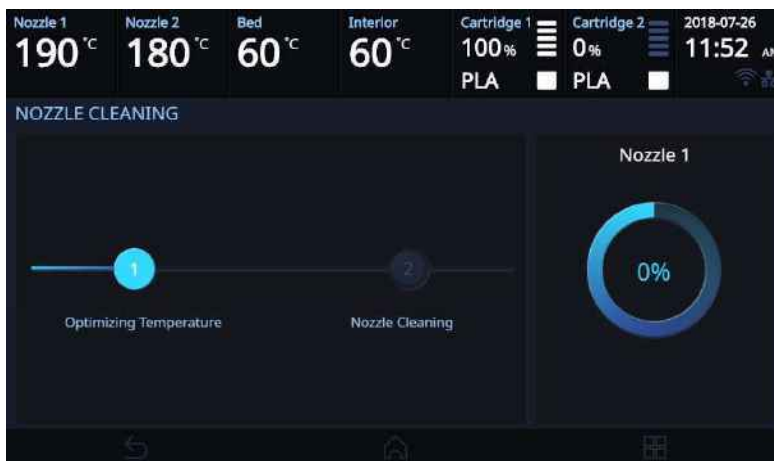 Nozzle 1 Nozzle 2 Bed Interior Cartridge 1 Cartridge 2 2018-07-26
190 °C 180 °C 60 °C 60 °C 100 % 0 % 11:52 AM
PLA PLA
NOZZLE CLEANING
Nozzle 1
1 2 0%
Optimizing Temperature Nozzle Cleaning